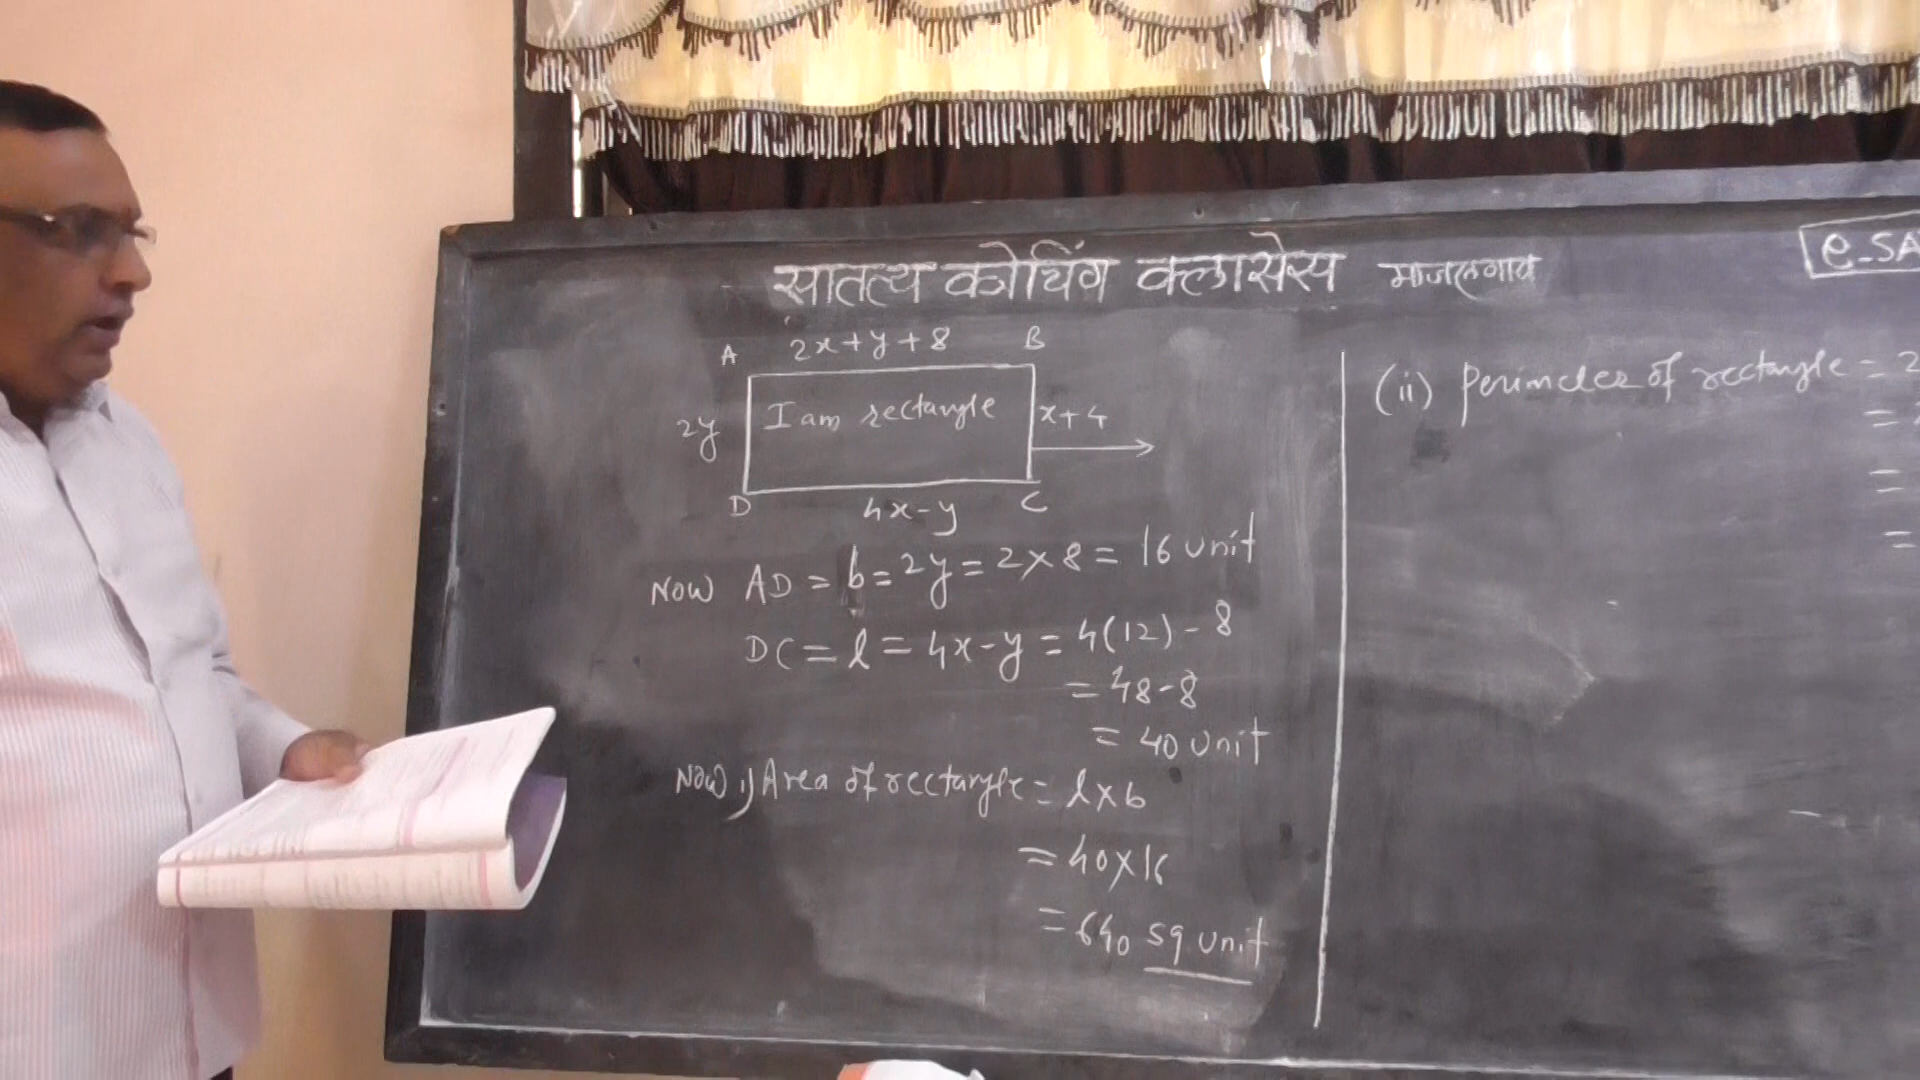 सातत्य कोचिंग क्लासेस माजलगाव
e-SA
A 2x+y+8 B
2y I am rectangle x+4
D 4x-y C
Now AD = b = 2y = 2×8 = 16 unit
DC = l = 4x-y = 4(12) - 8
= 48-8
= 40 unit
Now i) Area of rectangle = l×b
= 40×16
= 640 sq unit
(ii) Perimeter of rectangle = 2
=
=
=